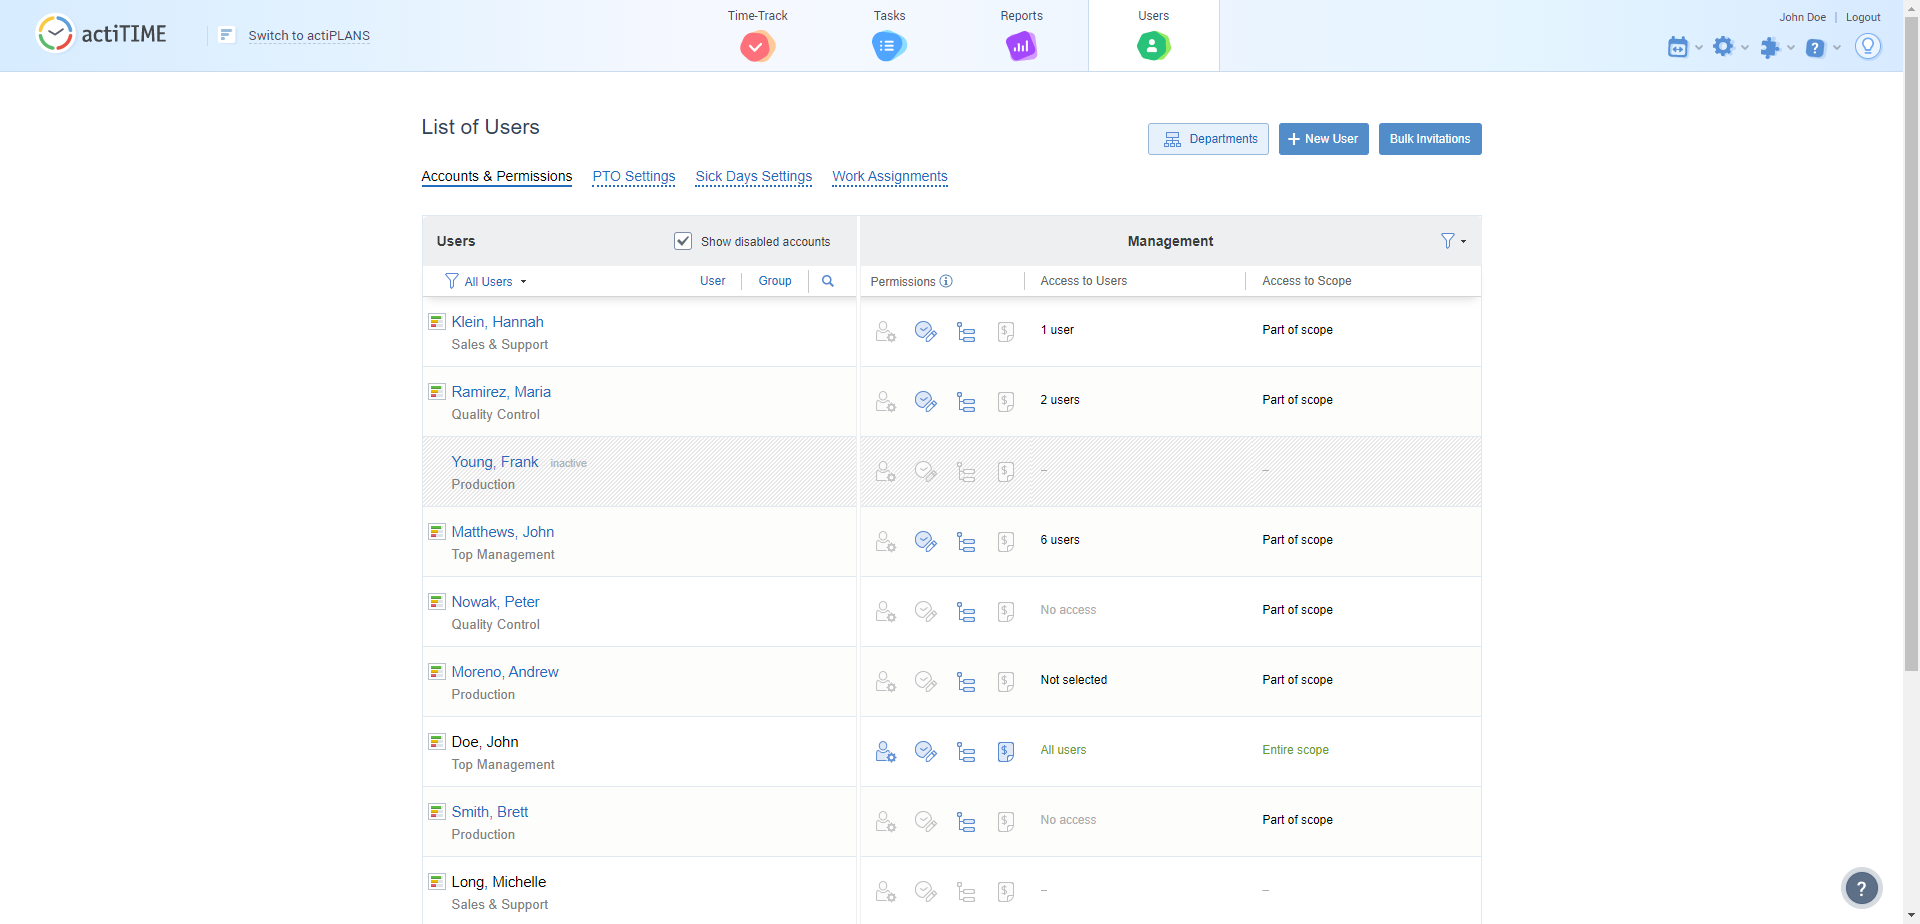 actiTIME
Switch to actiPLANS
Time-Track
Tasks
Reports
Users
John Doe | Logout
?
List of Users
Departments
+ New User
Bulk Invitations
Accounts & Permissions
PTO Settings
Sick Days Settings
Work Assignments
Users
Show disabled accounts
Management
All Users
User
Group
Permissions
Access to Users
Access to Scope
Klein, Hannah
Sales & Support
$
1 user
Part of scope
Ramirez, Maria
Quality Control
$
2 users
Part of scope
Young, Frank inactive
Production
$
–
–
Matthews, John
Top Management
$
6 users
Part of scope
Nowak, Peter
Quality Control
$
No access
Part of scope
Moreno, Andrew
Production
$
Not selected
Part of scope
Doe, John
Top Management
$
All users
Entire scope
Smith, Brett
Production
$
No access
Part of scope
Long, Michelle
Sales & Support
$
–
–
?